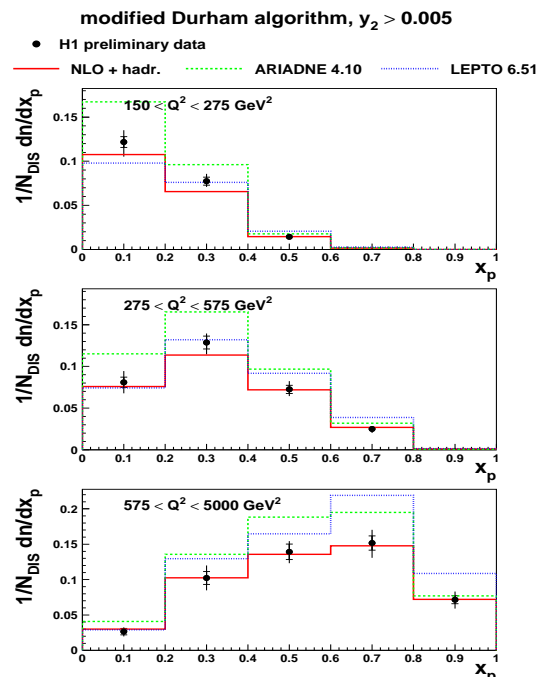 modified Durham algorithm, y₂ > 0.005
H1 preliminary data
NLO + hadr. ARIADNE 4.10 LEPTO 6.51
150 < Q² < 275 GeV²
1/N_DIS dn/dx_p
0.15
0.1
0.05
0
0 0.1 0.2 0.3 0.4 0.5 0.6 0.7 0.8 0.9 1
x_p
275 < Q² < 575 GeV²
1/N_DIS dn/dx_p
0.15
0.1
0.05
0
0 0.1 0.2 0.3 0.4 0.5 0.6 0.7 0.8 0.9 1
x_p
575 < Q² < 5000 GeV²
1/N_DIS dn/dx_p
0.2
0.15
0.1
0.05
0
0 0.1 0.2 0.3 0.4 0.5 0.6 0.7 0.8 0.9 1
x_p